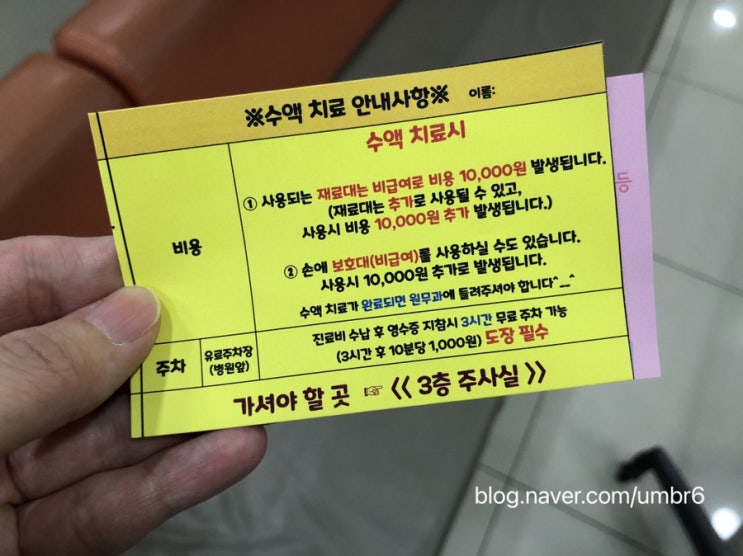 ※수액 치료 안내사항※ 이름:
수액 치료시
비용
① 사용되는 재료대는 비급여로 비용 10,000원 발생됩니다.
(재료대는 추가로 사용될 수 있고,
사용시 비용 10,000원 추가 발생됩니다.)
② 손에 보호대(비급여)를 사용하실 수도 있습니다.
사용시 10,000원 추가로 발생됩니다.
수액 치료가 완료되면 원무과에 들려주셔야 합니다^__^
주차
유료주차장
(병원앞)
진료비 수납 후 영수증 지참시 3시간 무료 주차 가능
(3시간 후 10분당 1,000원) 도장 필수
가셔야 할 곳 ☞ 《 3층 주사실 》
등
blog.naver.com/umbr6